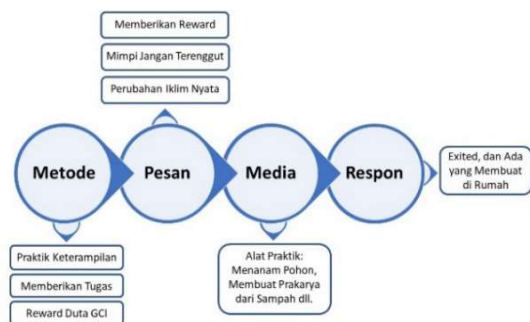 Memberikan Reward
Mimpi Jangan Terenggut
Perubahan Iklim Nyata
Metode
Pesan
Media
Respon
Exited, dan Ada
yang Membuat
di Rumah
Praktik Keterampilan
Memberikan Tugas
Reward Duta GCI
Alat Praktik:
Menanam Pohon,
Membuat Prakarya
dari Sampah dll.